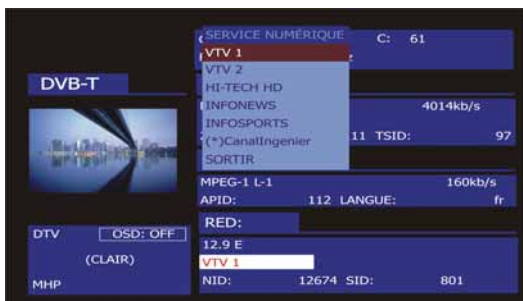 SERVICE NUMÉRIQUE
C: 61
VTV 1
VTV 2
DVB-T
HI-TECH HD
INFONEWS 4014kb/s
INFOSPORTS
(*)CanalIngenier 11 TSID: 97
SORTIR
MPEG-1 L-1 160kb/s
APID: 112 LANGUE: fr
RED:
DTV OSD: OFF
12.9 E
(CLAIR)
VTV 1
MHP
NID: 12674 SID: 801